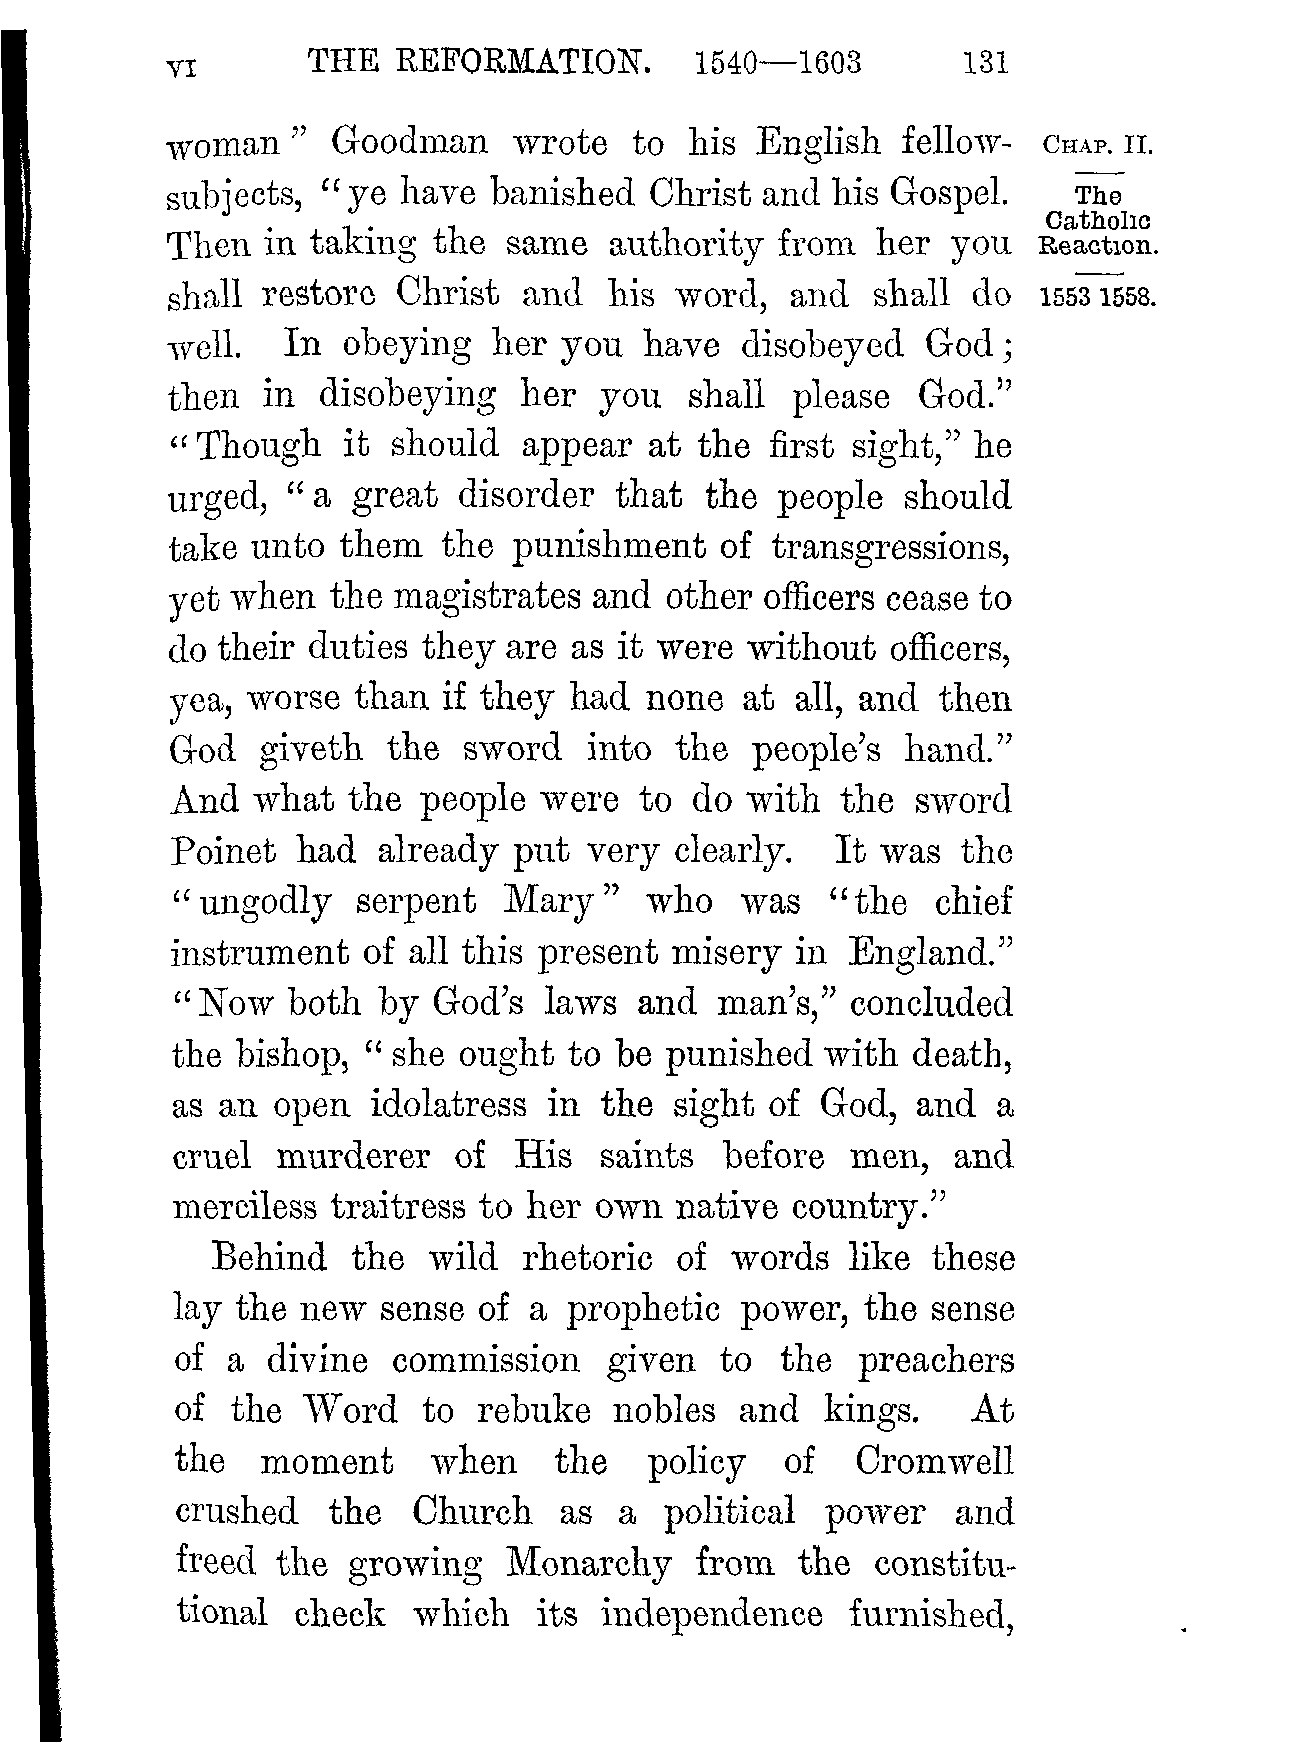 VI THE REFORMATION. 1540—1603 131
woman” Goodman wrote to his English fellow-
subjects, “ye have banished Christ and his Gospel.
Then in taking the same authority from her you
shall restore Christ and his word, and shall do
well. In obeying her you have disobeyed God;
then in disobeying her you shall please God.”
“Though it should appear at the first sight,” he
urged, “a great disorder that the people should
take unto them the punishment of transgressions,
yet when the magistrates and other officers cease to
do their duties they are as it were without officers,
yea, worse than if they had none at all, and then
God giveth the sword into the people’s hand.”
And what the people were to do with the sword
Poinet had already put very clearly. It was the
“ungodly serpent Mary” who was “the chief
instrument of all this present misery in England.”
“Now both by God’s laws and man’s,” concluded
the bishop, “she ought to be punished with death,
as an open idolatress in the sight of God, and a
cruel murderer of His saints before men, and
merciless traitress to her own native country.”
Behind the wild rhetoric of words like these
lay the new sense of a prophetic power, the sense
of a divine commission given to the preachers
of the Word to rebuke nobles and kings. At
the moment when the policy of Cromwell
crushed the Church as a political power and
freed the growing Monarchy from the constitu-
tional check which its independence furnished,
CHAP. II.
The
Catholic
Reaction.
1553 1558.